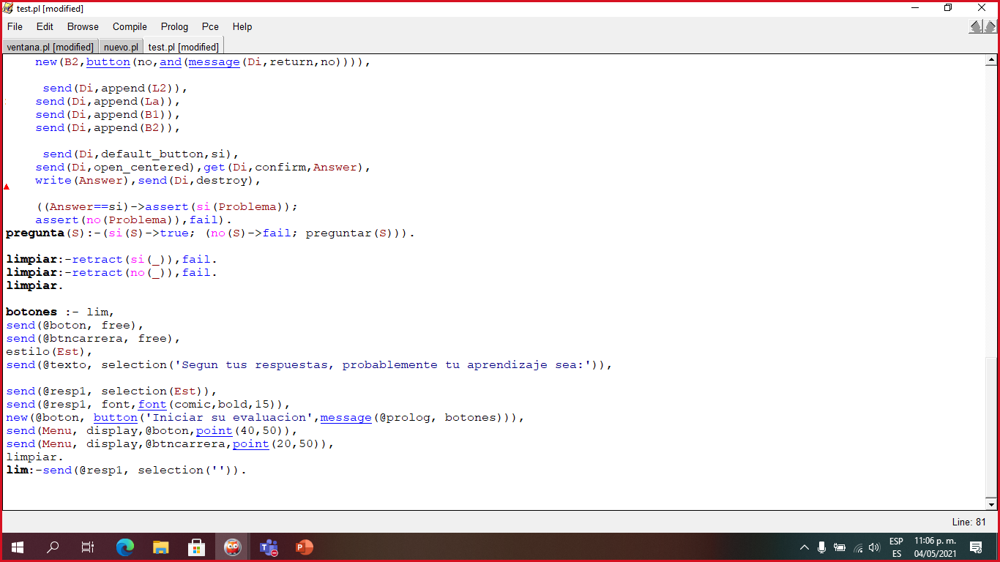 test.pl [modified]
File Edit Browse Compile Prolog Pce Help
ventana.pl [modified] nuevo.pl test.pl [modified]
new(B2,button(no,and(message(Di,return,no)))),
send(Di,append(L2)),
send(Di,append(La)),
send(Di,append(B1)),
send(Di,append(B2)),
send(Di,default_button,si),
send(Di,open_centered),get(Di,confirm,Answer),
write(Answer),send(Di,destroy),
((Answer==si)->assert(si(Problema));
assert(no(Problema)),fail).
pregunta(S):-(si(S)->true; (no(S)->fail; preguntar(S))).
limpiar:-retract(si(_)),fail.
limpiar:-retract(no(_)),fail.
limpiar.
botones :- lim,
send(@boton, free),
send(@btncarrera, free),
estilo(Est),
send(@texto, selection('Segun tus respuestas, probablemente tu aprendizaje sea:')),
send(@resp1, selection(Est)),
send(@resp1, font,font(comic,bold,15)),
new(@boton, button('Iniciar su evaluacion',message(@prolog, botones))),
send(Menu, display,@boton,point(40,50)),
send(Menu, display,@btncarrera,point(20,50)),
limpiar.
lim:-send(@resp1, selection('')).
Line: 81
ESP
ES
11:06 p. m.
04/05/2021